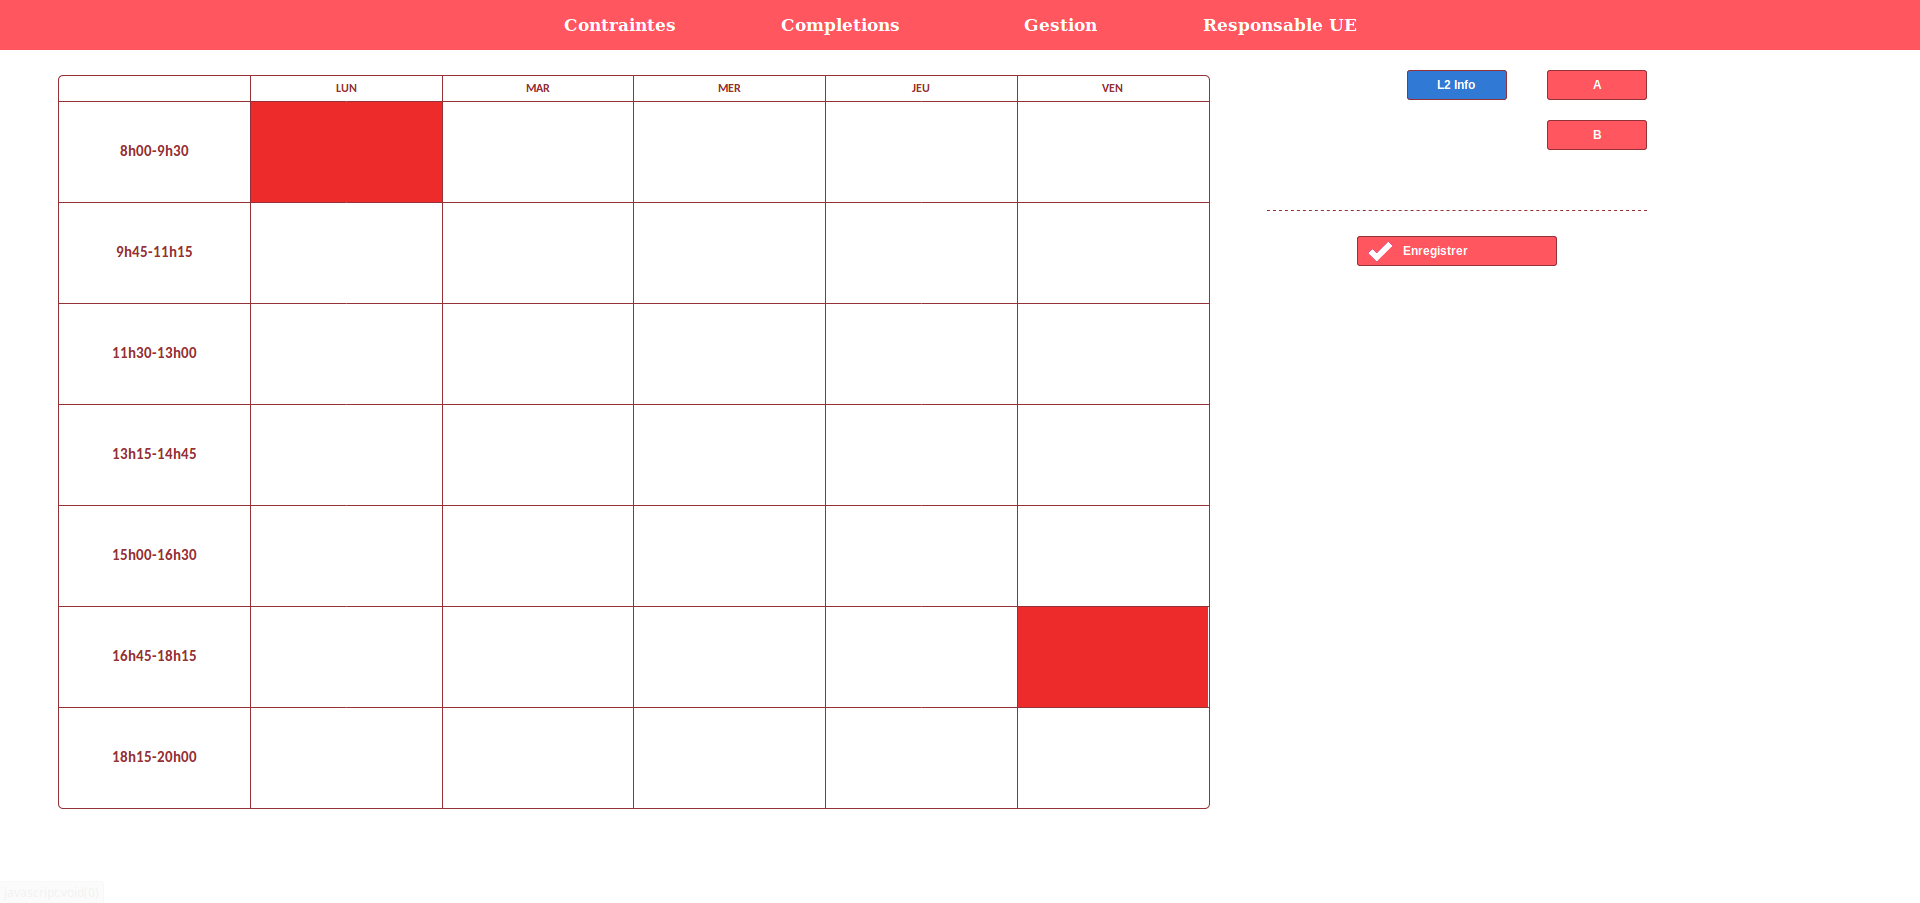 Contraintes Completions Gestion Responsable UE
LUN MAR MER JEU VEN
8h00-9h30
9h45-11h15
11h30-13h00
13h15-14h45
15h00-16h30
16h45-18h15
18h15-20h00
L2 Info A
B
Enregistrer
javascript:void(0)